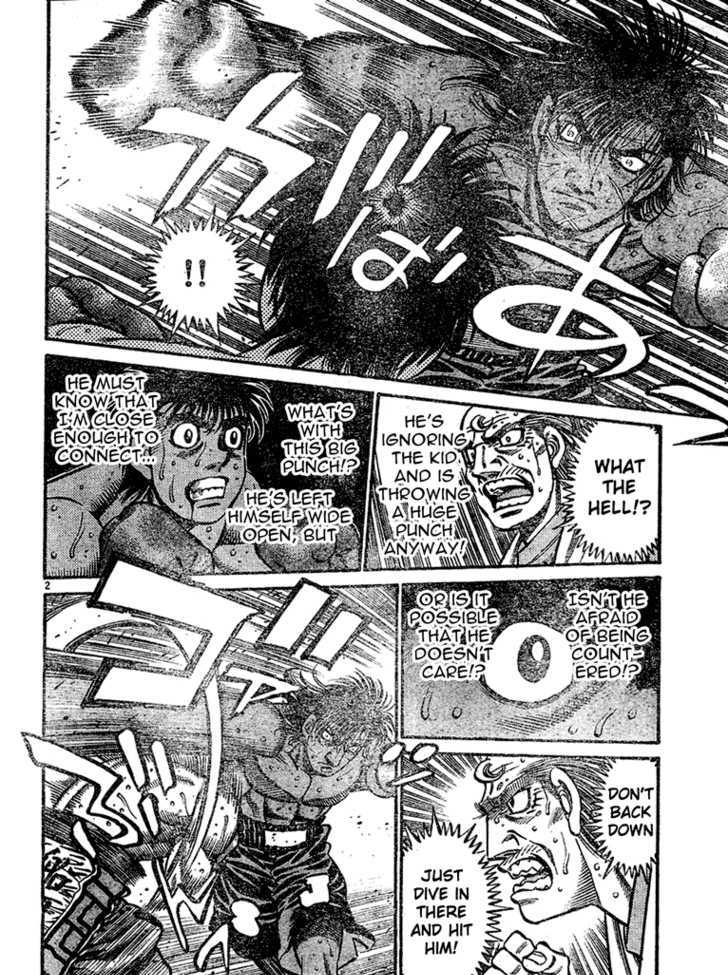 !!
WHAT
THE
HELL!?
HE'S
IGNORING
THE KID
AND IS
THROWING
A HUGE
PUNCH
ANYWAY!
WHAT'S
WITH
THIS BIG
PUNCH!?
HE'S LEFT
HIMSELF WIDE
OPEN, BUT
HE MUST
KNOW THAT
I'M CLOSE
ENOUGH TO
CONNECT...
2
ISN'T HE
AFRAID
OF BEING
COUNT-
ERED!?
OR IS IT
POSSIBLE
THAT HE
DOESN'T
CARE!?
DON'T
BACK
DOWN
JUST
DIVE IN
THERE AND HIT
HIM!